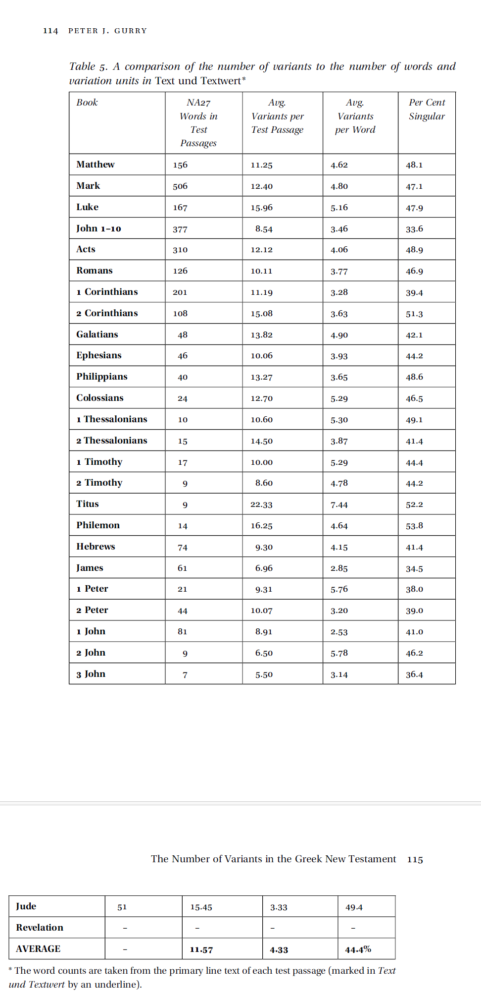 114 PETER J. GURRY
Table 5. A comparison of the number of variants to the number of words and
variation units in Text und Textwert*
Book NA27 Words in Test Passages Avg. Variants per Test Passage Avg. Variants per Word Per Cent Singular
Matthew 156 11.25 4.62 48.1
Mark 506 12.40 4.80 47.1
Luke 167 15.96 5.16 47.9
John 1–10 377 8.54 3.46 33.6
Acts 310 12.12 4.06 48.9
Romans 126 10.11 3.77 46.9
1 Corinthians 201 11.19 3.28 39.4
2 Corinthians 108 15.08 3.63 51.3
Galatians 48 13.82 4.90 42.1
Ephesians 46 10.06 3.93 44.2
Philippians 40 13.27 3.65 48.6
Colossians 24 12.70 5.29 46.5
1 Thessalonians 10 10.60 5.30 49.1
2 Thessalonians 15 14.50 3.87 41.4
1 Timothy 17 10.00 5.29 44.4
2 Timothy 9 8.60 4.78 44.2
Titus 9 22.33 7.44 52.2
Philemon 14 16.25 4.64 53.8
Hebrews 74 9.30 4.15 41.4
James 61 6.96 2.85 34.5
1 Peter 21 9.31 5.76 38.0
2 Peter 44 10.07 3.20 39.0
1 John 81 8.91 2.53 41.0
2 John 9 6.50 5.78 46.2
3 John 7 5.50 3.14 36.4
The Number of Variants in the Greek New Testament 115
Jude 51 15.45 3.33 49.4
Revelation – – – –
AVERAGE – 11.57 4.33 44.4%
* The word counts are taken from the primary line text of each test passage (marked in Text
und Textwert by an underline).